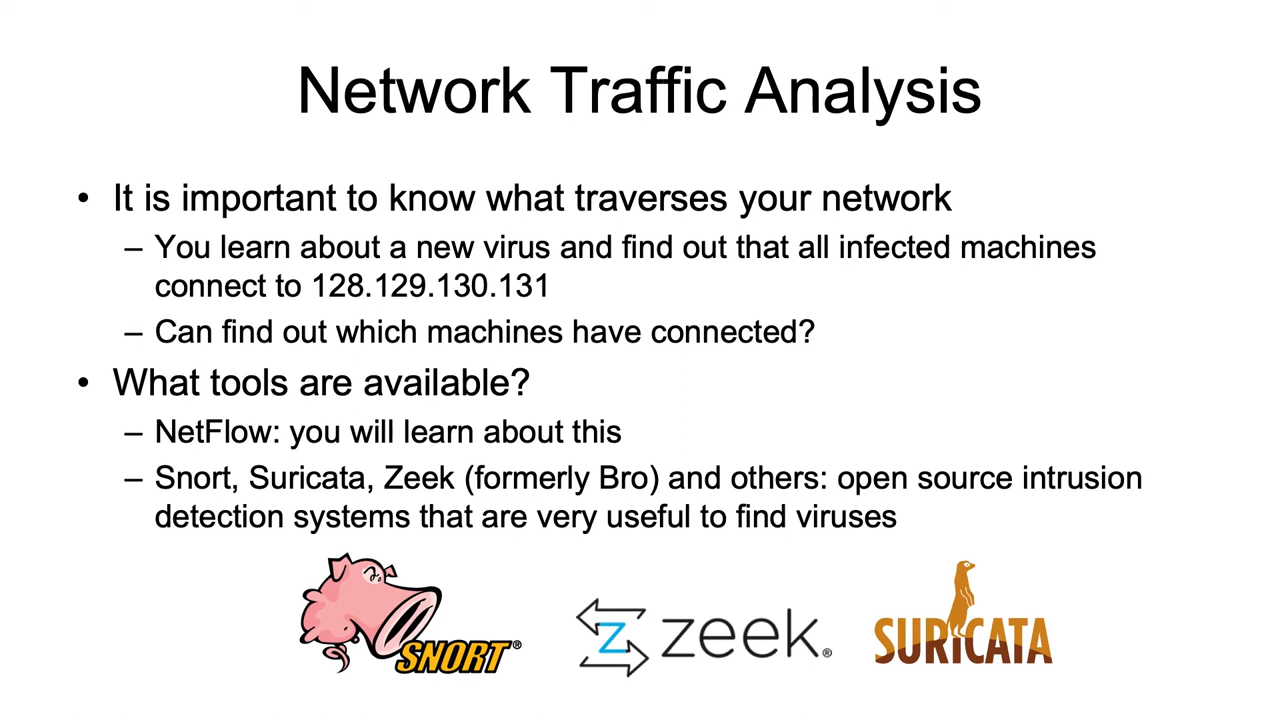 Network Traffic Analysis
• It is important to know what traverses your network
– You learn about a new virus and find out that all infected machines
connect to 128.129.130.131
– Can find out which machines have connected?
• What tools are available?
– NetFlow: you will learn about this
– Snort, Suricata, Zeek (formerly Bro) and others: open source intrusion
detection systems that are very useful to find viruses
SNORT®
z zeek®
SURICATA